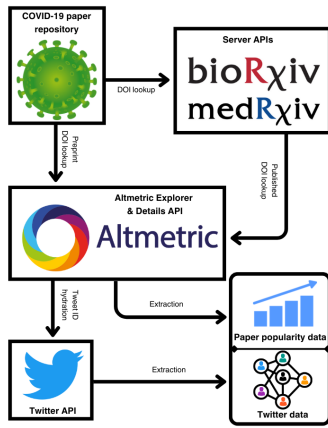 COVID-19 paper
repository
Server APIs
bioRχiv
medRχiv
DOI lookup
Preprint
DOI lookup
Published
DOI lookup
Altmetric Explorer
& Details API
Altmetric
Tweet ID
hydration
Extraction
Paper popularity data
Twitter API
Extraction
Twitter data